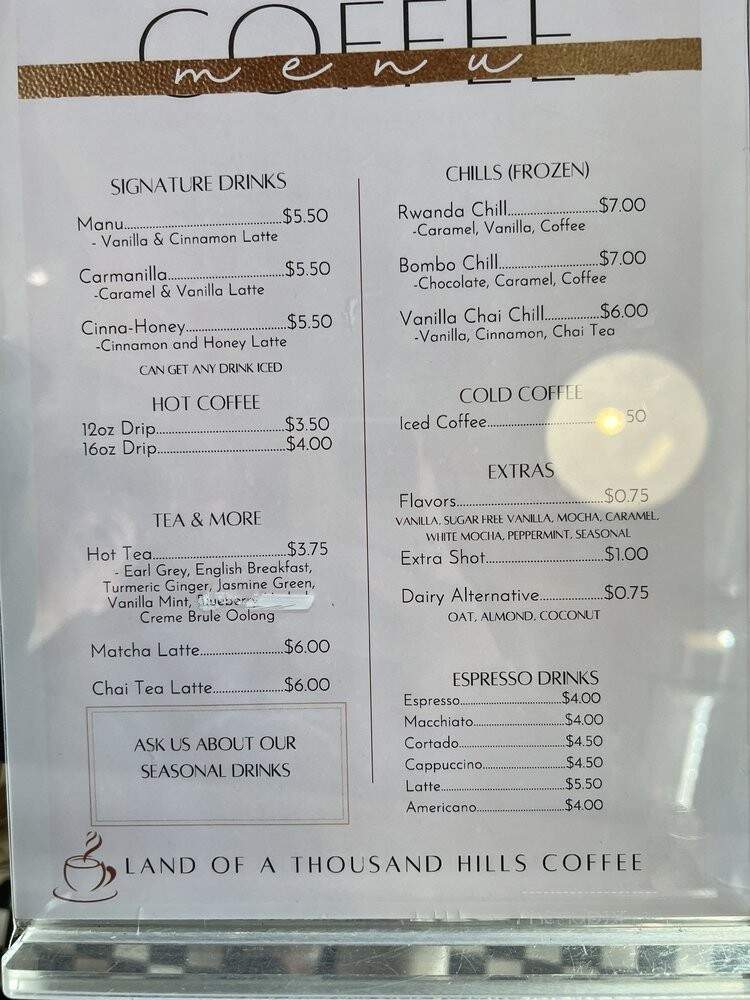 COFFEE
menu
SIGNATURE DRINKS
Manu..............................$5.50
- Vanilla & Cinnamon Latte
Carmanilla......................$5.50
-Caramel & Vanilla Latte
Cinna-Honey...................$5.50
-Cinnamon and Honey Latte
CAN GET ANY DRINK ICED
HOT COFFEE
12oz Drip........................$3.50
16oz Drip........................$4.00
TEA & MORE
Hot Tea.........................$3.75
- Earl Grey, English Breakfast,
Turmeric Ginger, Jasmine Green,
Vanilla Mint,
Creme Brule Oolong
Matcha Latte................$6.00
Chai Tea Latte..............$6.00
ASK US ABOUT OUR
SEASONAL DRINKS
CHILLS (FROZEN)
Rwanda Chill.................$7.00
-Caramel, Vanilla, Coffee
Bombo Chill...................$7.00
-Chocolate, Caramel, Coffee
Vanilla Chai Chill...........$6.00
-Vanilla, Cinnamon, Chai Tea
COLD COFFEE
Iced Coffee...................50
EXTRAS
Flavors...........................$0.75
VANILLA, SUGAR FREE VANILLA, MOCHA, CARAMEL,
WHITE MOCHA, PEPPERMINT, SEASONAL
Extra Shot.....................$1.00
Dairy Alternative...........$0.75
OAT, ALMOND, COCONUT
ESPRESSO DRINKS
Espresso........................$4.00
Macchiato.....................$4.00
Cortado.........................$4.50
Cappuccino...................$4.50
Latte..............................$5.50
Americano.....................$4.00
LAND OF A THOUSAND HILLS COFFEE